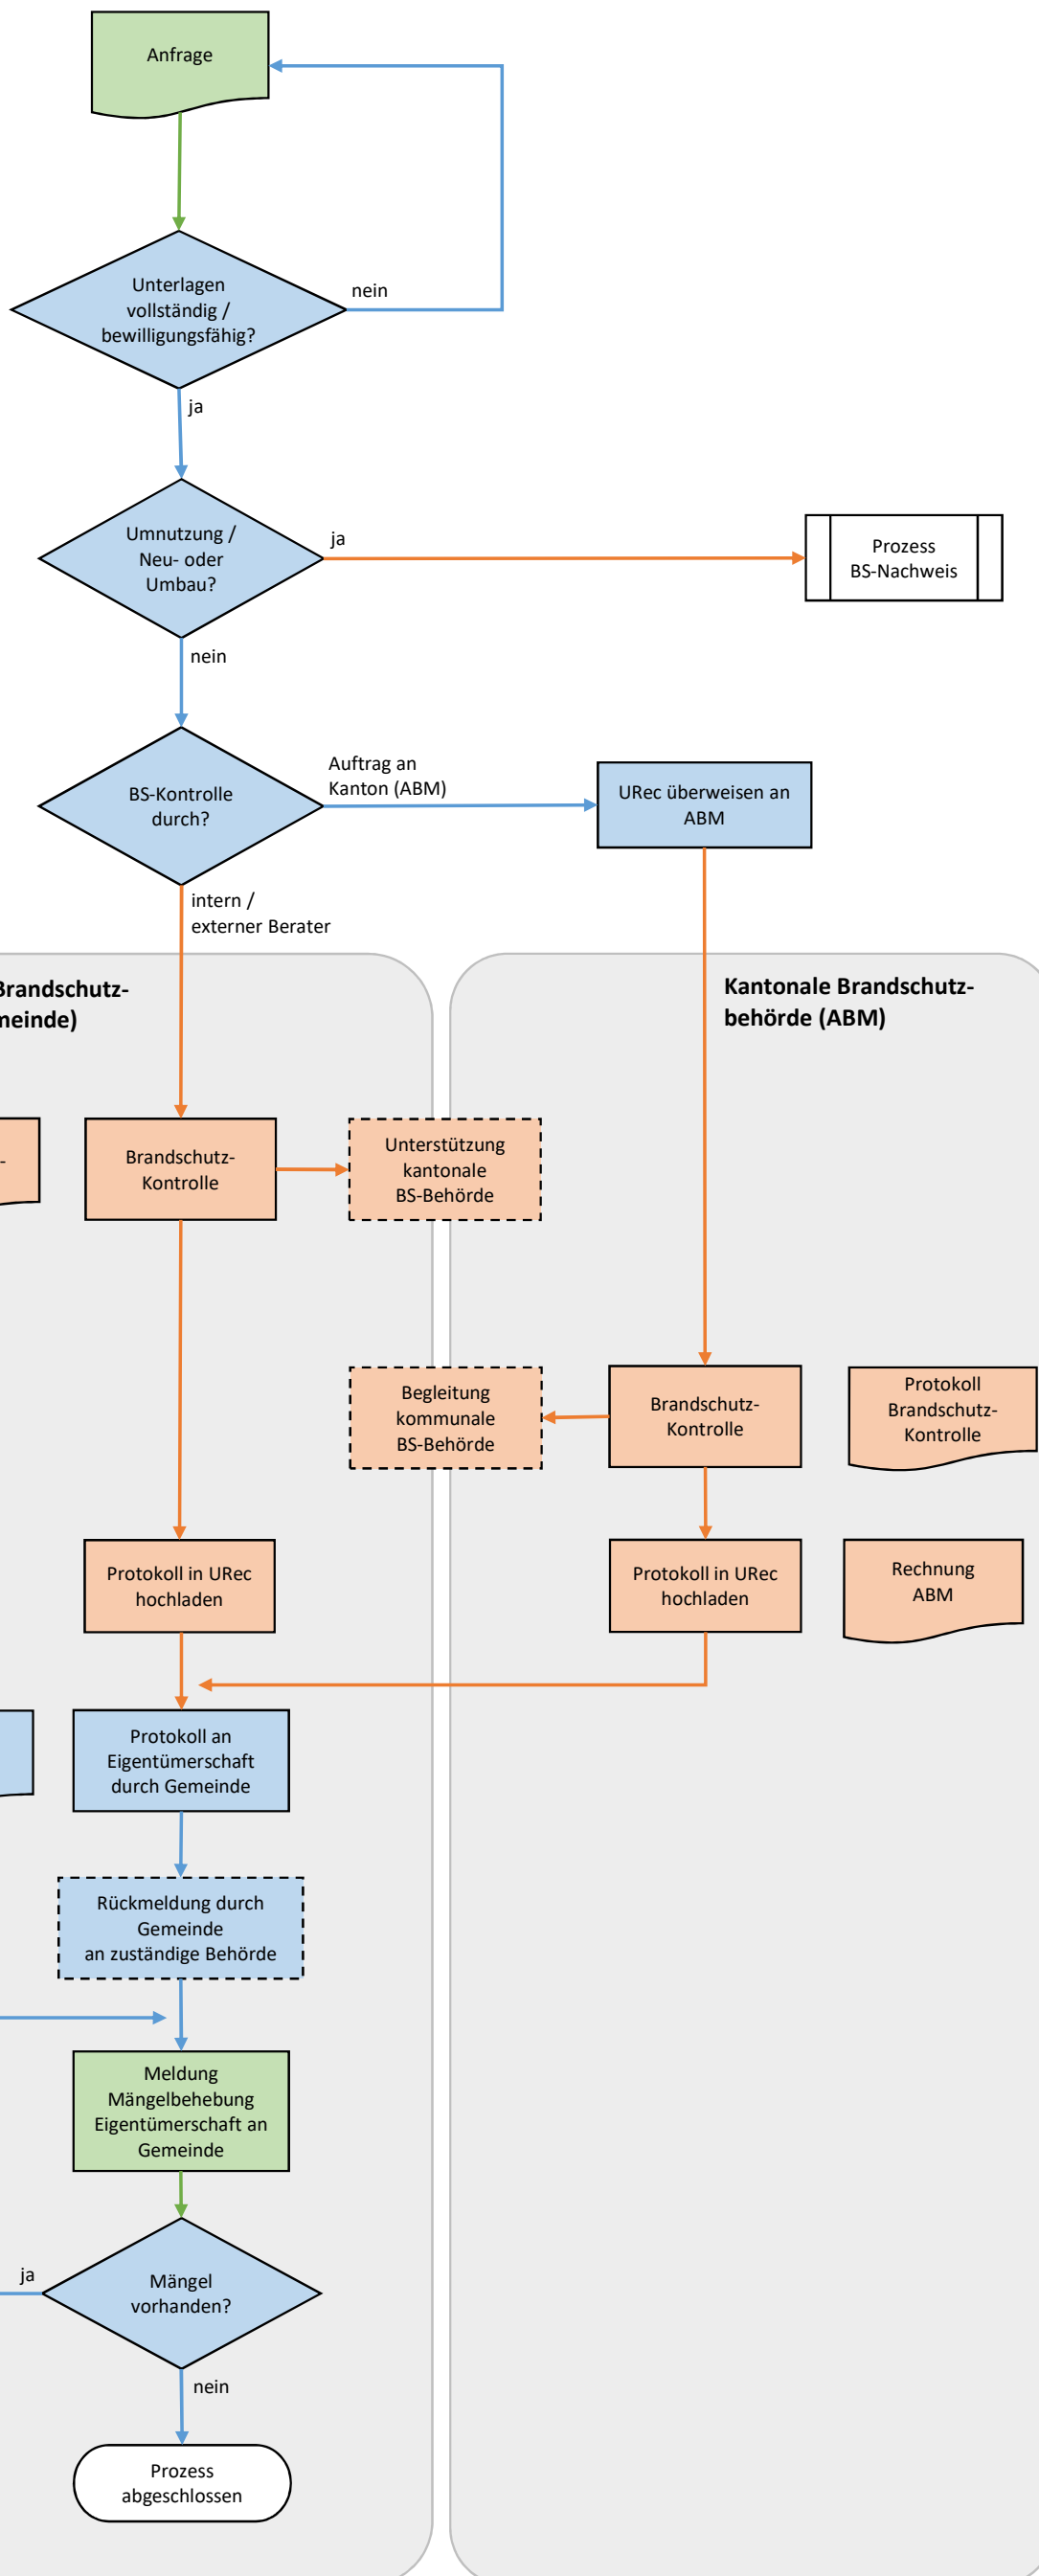 Anfrage
Unterlagen
vollständig /
bewilligungsfähig?
nein
ja
Umnutzung /
Neu- oder
Umbau?
ja
Prozess
BS-Nachweis
nein
BS-Kontrolle
durch?
Auftrag an
Kanton (ABM)
URec überweisen an
ABM
intern /
externer Berater
Brandschutz-
meinde)
Kantonale Brandschutz-
behörde (ABM)
-
Brandschutz-
Kontrolle
Unterstützung
kantonale
BS-Behörde
Begleitung
kommunale
BS-Behörde
Brandschutz-
Kontrolle
Protokoll
Brandschutz-
Kontrolle
Protokoll in URec
hochladen
Protokoll in URec
hochladen
Rechnung
ABM
Protokoll an
Eigentümerschaft
durch Gemeinde
Rückmeldung durch
Gemeinde
an zuständige Behörde
Meldung
Mängelbehebung
Eigentümerschaft an
Gemeinde
ja
Mängel
vorhanden?
nein
Prozess
abgeschlossen